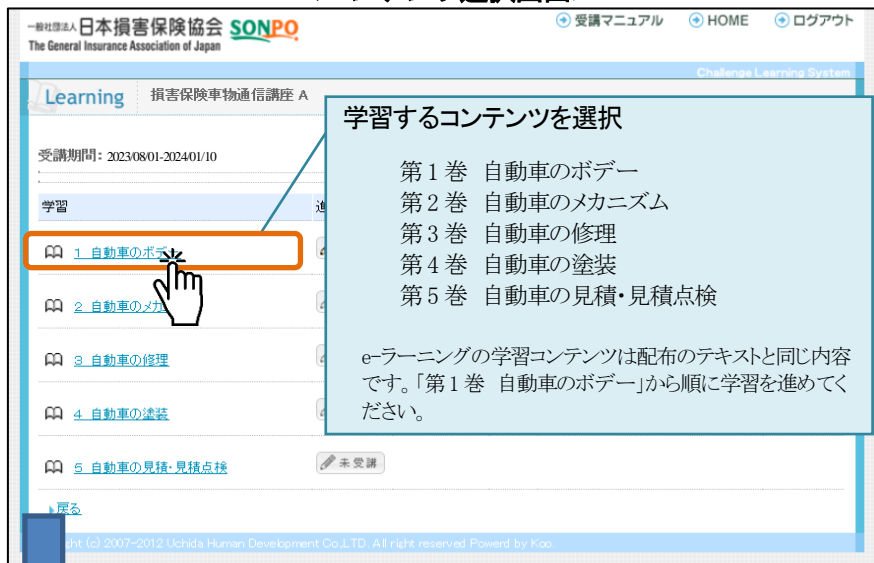 一般社団法人日本損害保険協会 SONPO
The General Insurance Association of Japan
受講マニュアル HOME ログアウト
Challenge Learning System
Learning 損害保険車物通信講座 A
受講期間：2023/08/01-2024/01/10
学習
1 自動車のボデー
2 自動車のメカ
3 自動車の修理
4 自動車の塗装
5 自動車の見積・見積点検
未受講
戻る
2007-2012 Uchida Human Development Co.,LTD. All right reserved Powerd by Koo.
学習するコンテンツを選択
第１巻 自動車のボデー
第２巻 自動車のメカニズム
第３巻 自動車の修理
第４巻 自動車の塗装
第５巻 自動車の見積・見積点検
e-ラーニングの学習コンテンツは配布のテキストと同じ内容
です。「第１巻 自動車のボデー」から順に学習を進めてく
ださい。